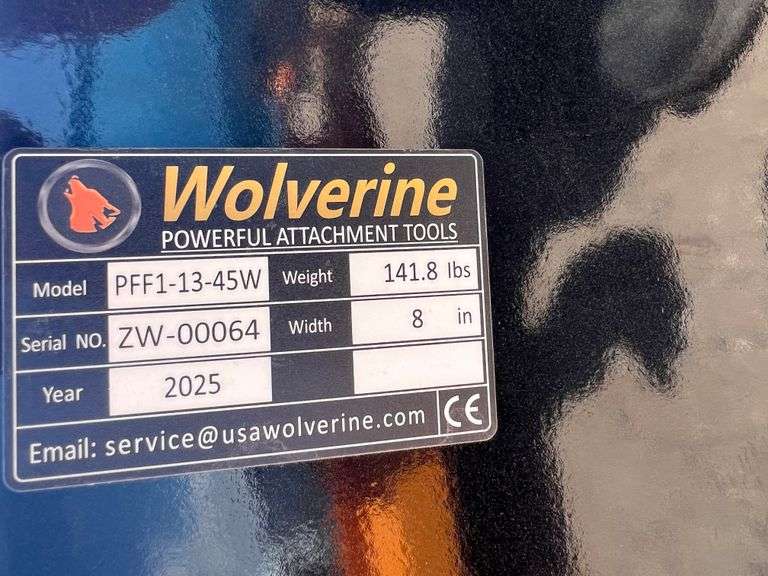 Wolverine
POWERFUL ATTACHMENT TOOLS
Model PFF1-13-45W Weight 141.8 lbs
Serial NO. ZW-00064 Width 8 in
Year 2025
Email: service@usawolverine.com CE